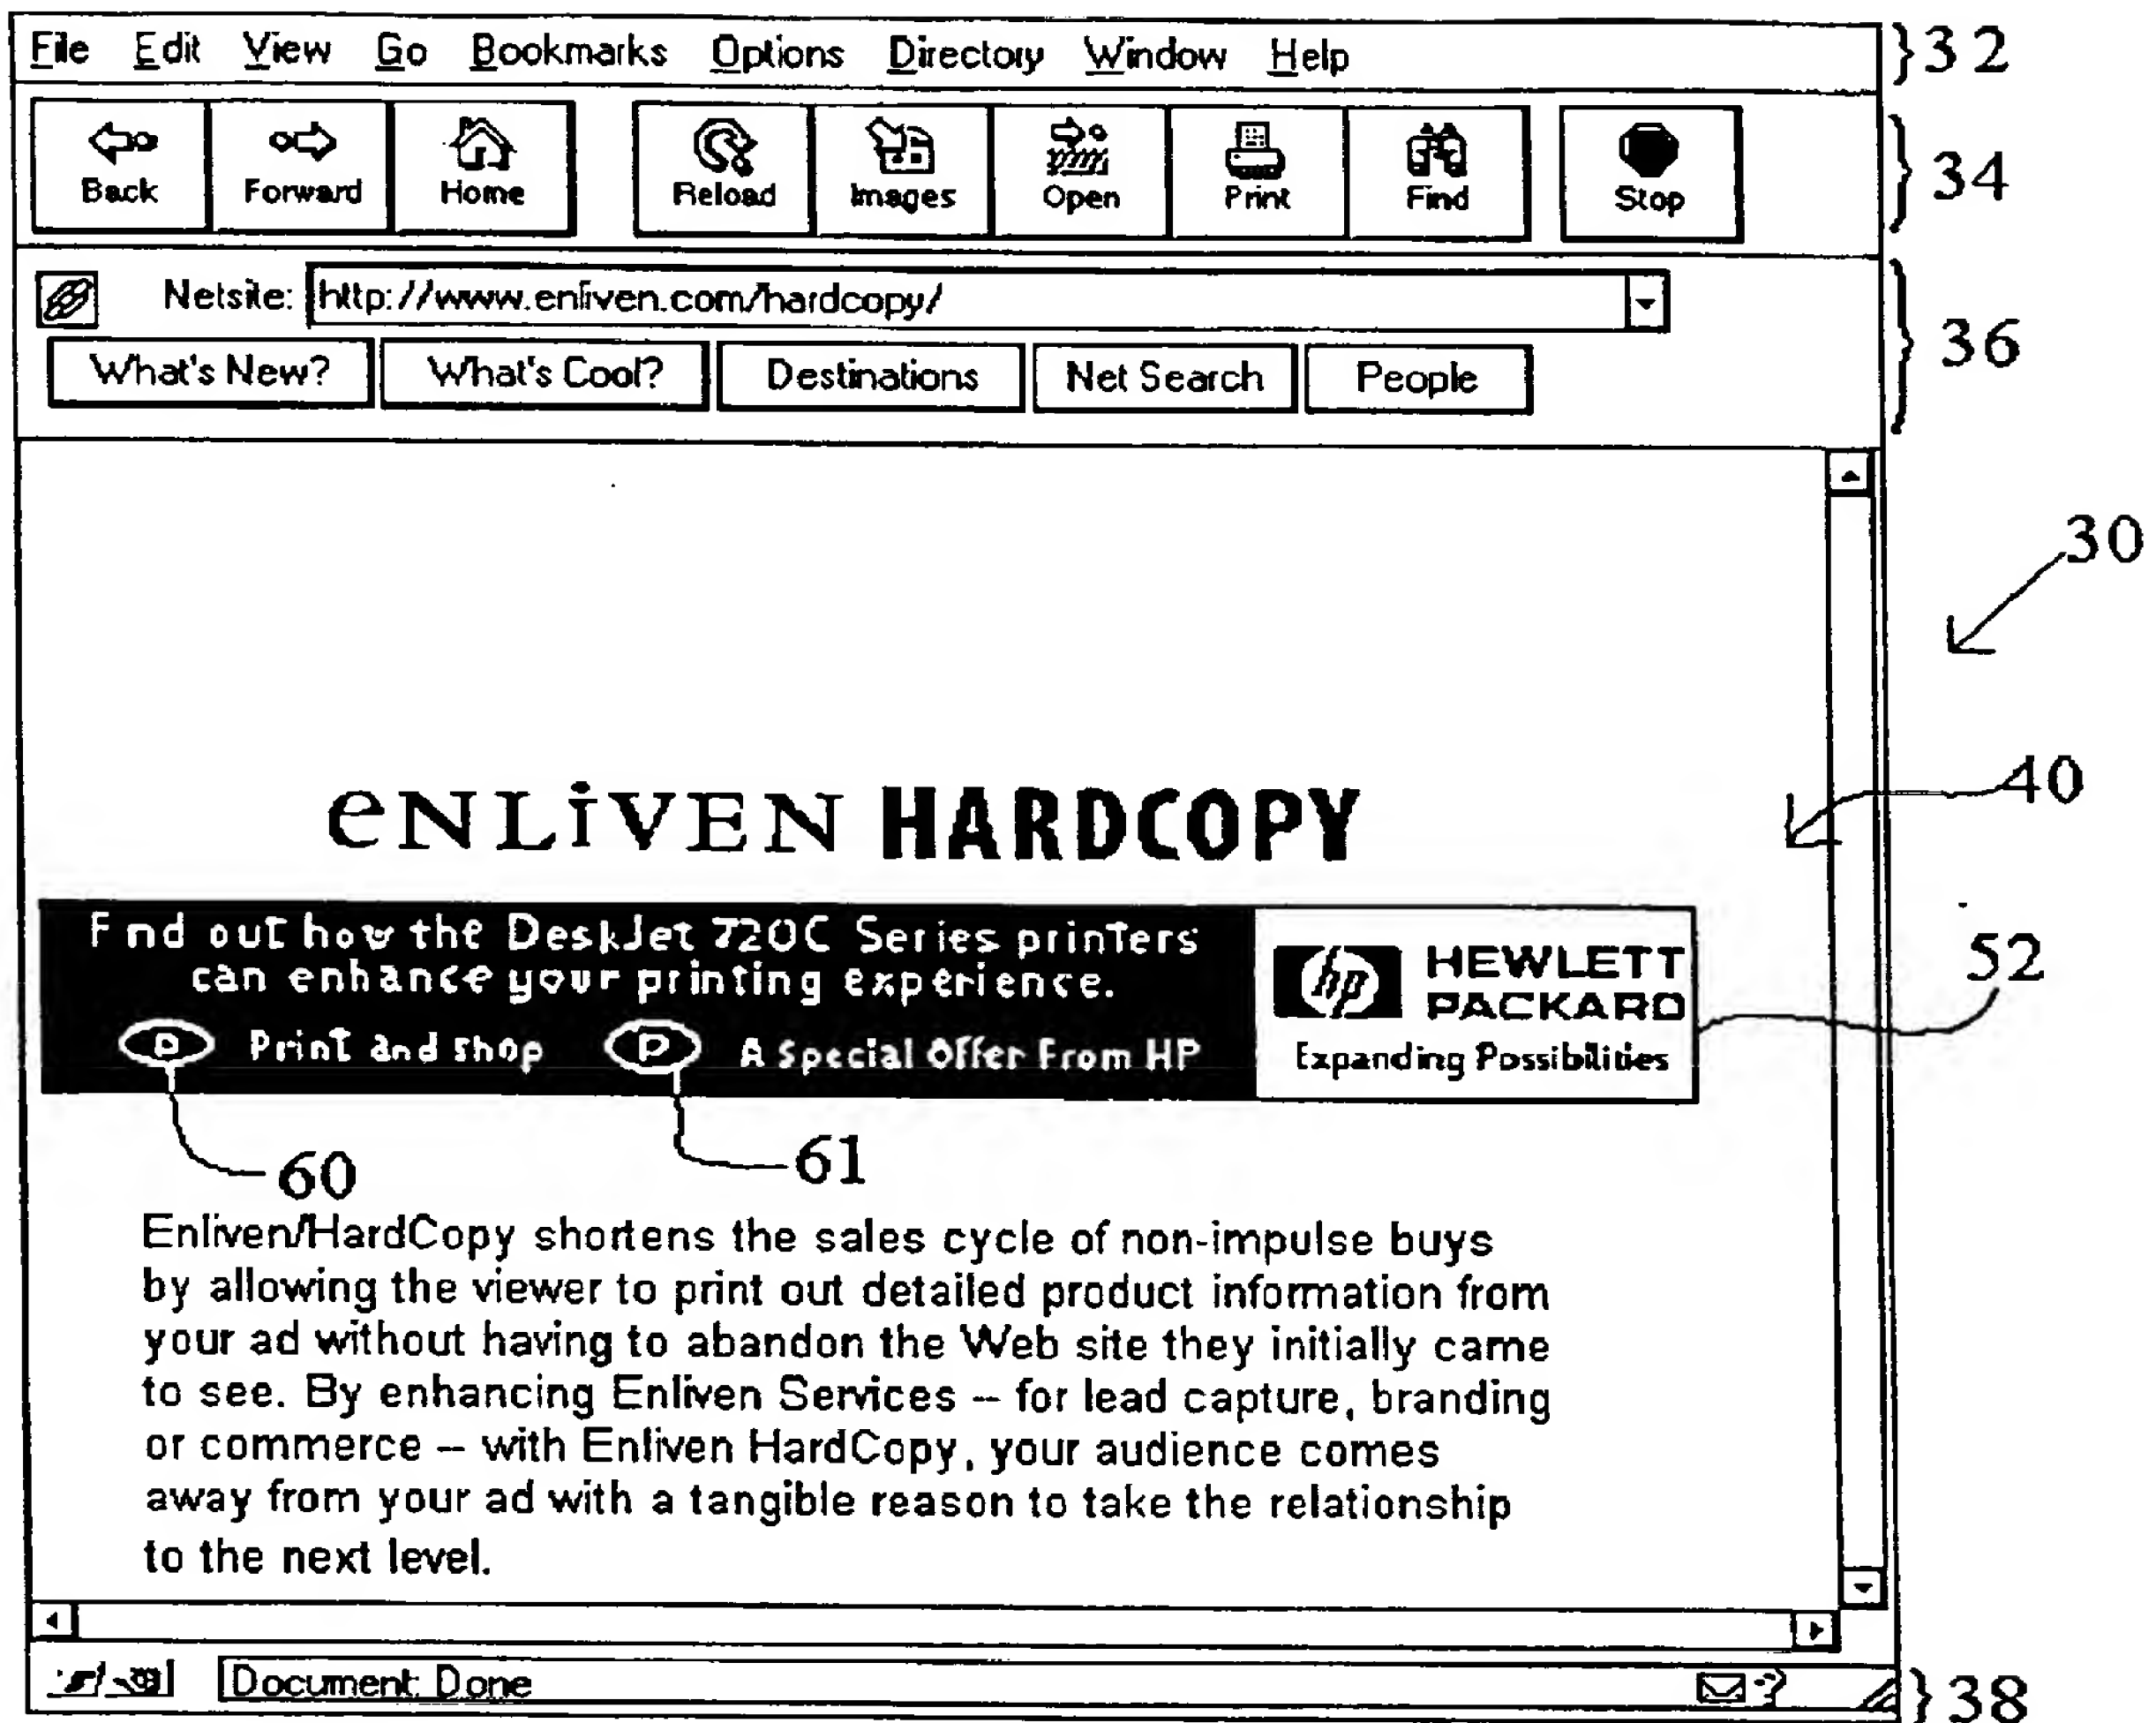 File Edit View Go Bookmarks Options Directory Window Help }32
Back Forward Home Reload Images Open Print Find Stop }34
Netsite: http://www.enliven.com/hardcopy/
What's New? What's Cool? Destinations Net Search People }36
30
40
eNLiVEN HARDCOPY
F nd out how the DeskJet 720C Series printers
can enhance your printing experience.
P Print and shop P A Special Offer From HP
hp HEWLETT
PACKARD
Expanding Possibilities
52
60
61
Enliven/HardCopy shortens the sales cycle of non-impulse buys
by allowing the viewer to print out detailed product information from
your ad without having to abandon the Web site they initially came
to see. By enhancing Enliven Services -- for lead capture, branding
or commerce -- with Enliven HardCopy, your audience comes
away from your ad with a tangible reason to take the relationship
to the next level.
Document: Done ? }38